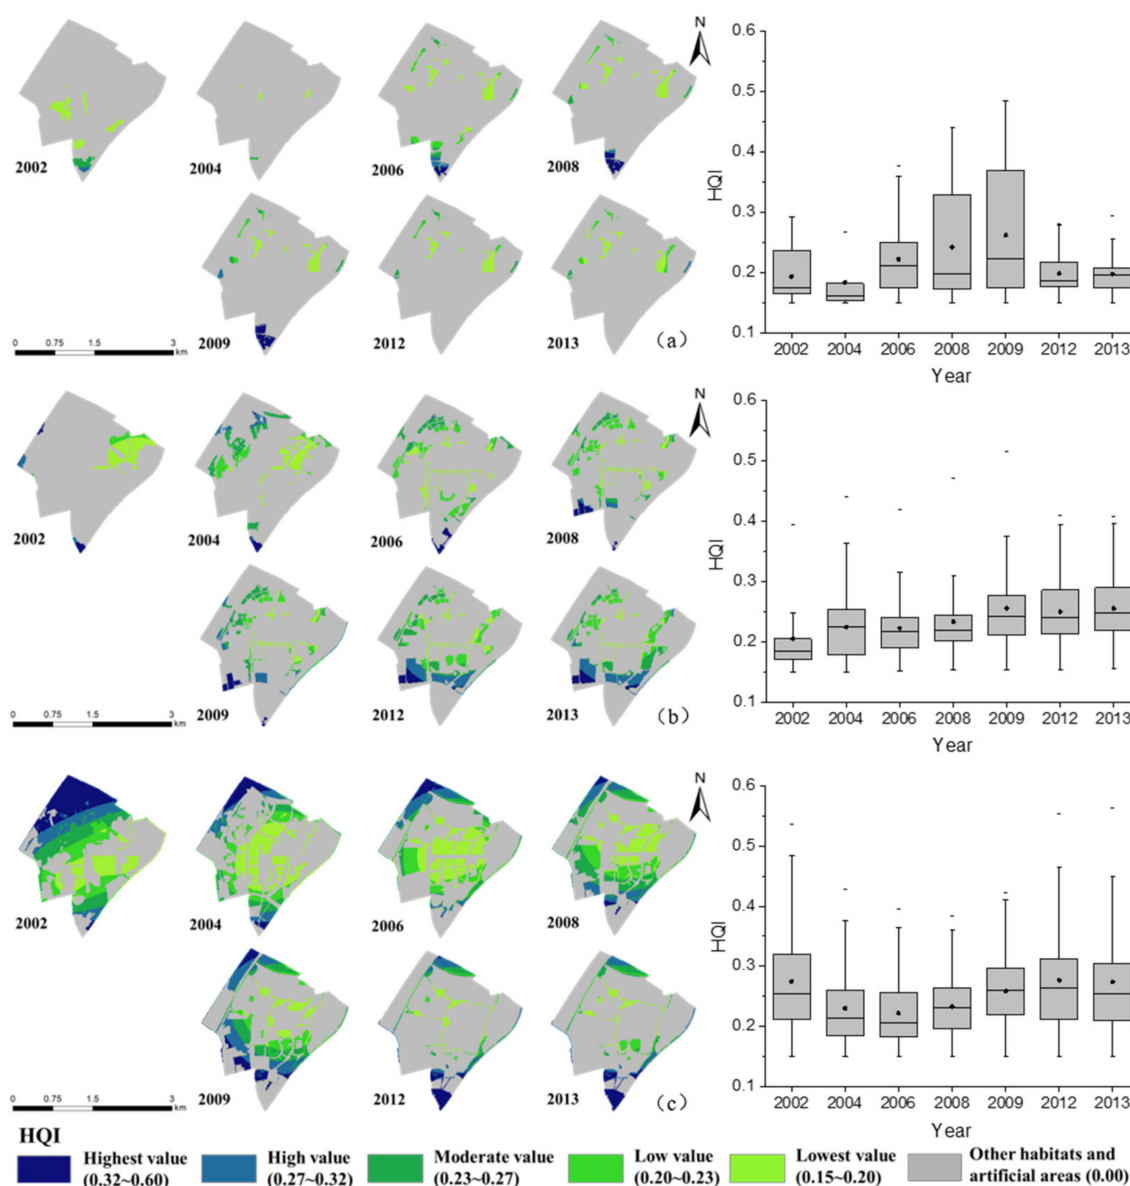 N
2002
2004
2006
2008
2009
2012
2013
(a)
0 0.75 1.5 3
km
0.6
0.5
0.4
0.3
0.2
0.1
HQI
2002 2004 2006 2008 2009 2012 2013
Year
N
2002
2004
2006
2008
2009
2012
2013
(b)
0 0.75 1.5 3
km
0.6
0.5
0.4
0.3
0.2
0.1
HQI
2002 2004 2006 2008 2009 2012 2013
Year
N
2002
2004
2006
2008
2009
2012
2013
(c)
0 0.75 1.5 3
km
0.6
0.5
0.4
0.3
0.2
0.1
HQI
2002 2004 2006 2008 2009 2012 2013
Year
HQI
Highest value
(0.32~0.60)
High value
(0.27~0.32)
Moderate value
(0.23~0.27)
Low value
(0.20~0.23)
Lowest value
(0.15~0.20)
Other habitats and
artificial areas (0.00)